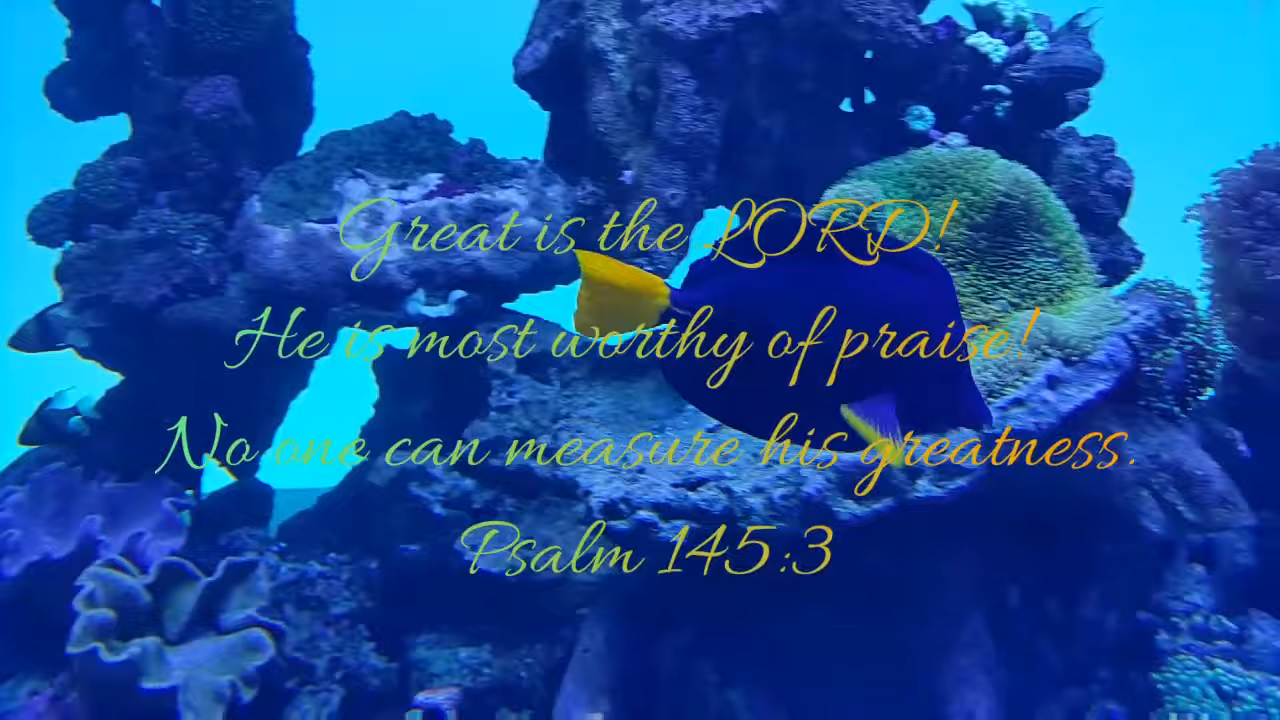 Great is the LORD!
He is most worthy of praise!
No one can measure his greatness.
Psalm 145:3